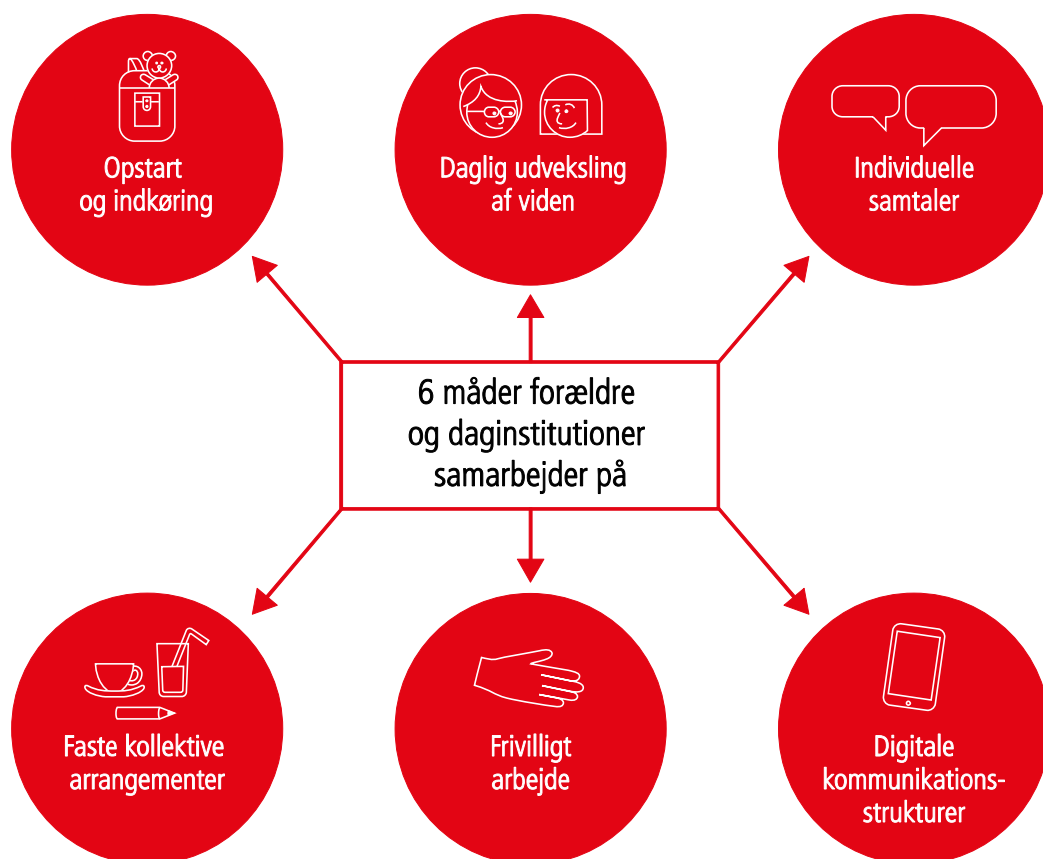 Opstart
og indkøring
Daglig udveksling
af viden
Individuelle
samtaler
6 måder forældre
og daginstitutioner
samarbejder på
Faste kollektive
arrangementer
Frivilligt
arbejde
Digitale
kommunikations-
strukturer